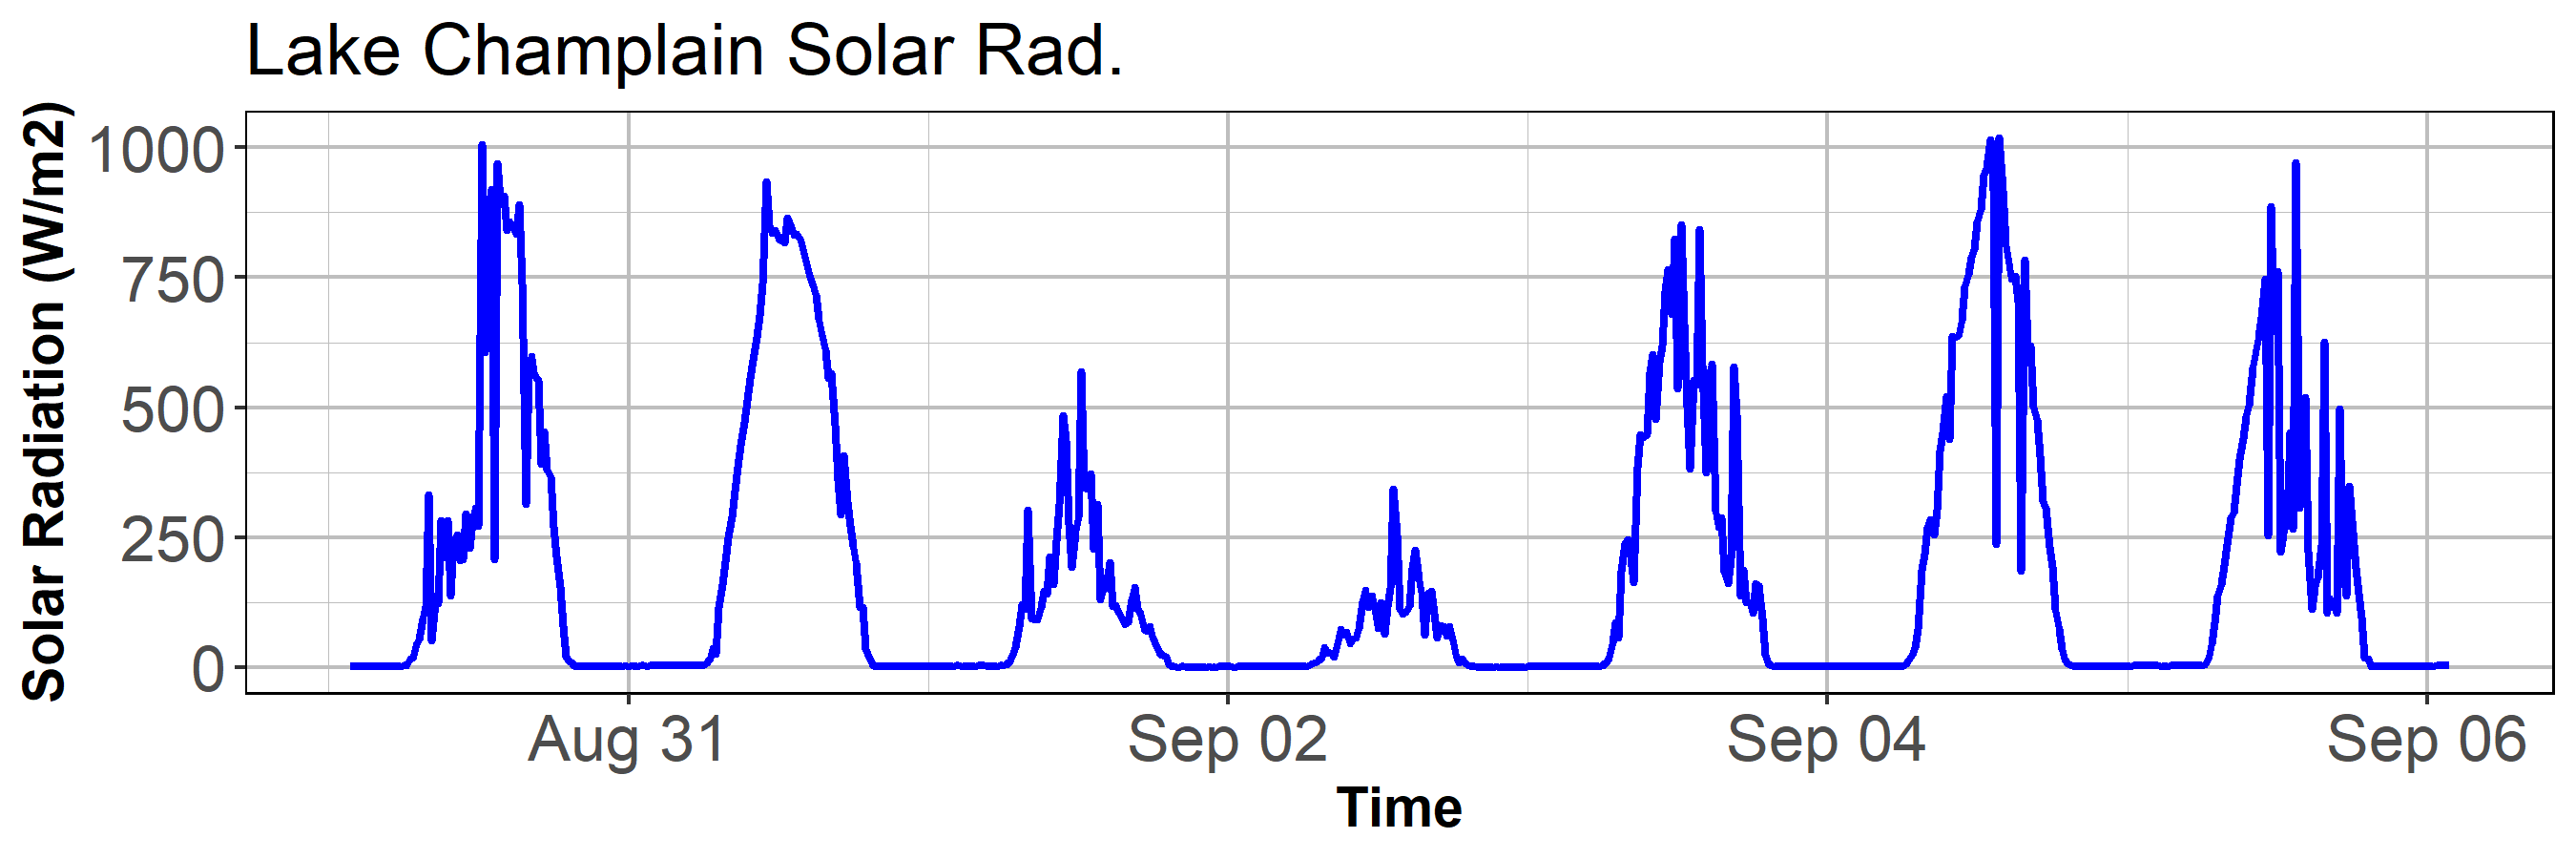 Lake Champlain Solar Rad.
Solar Radiation (W/m2)
1000
750
500
250
0
Aug 31
Sep 02
Sep 04
Sep 06
Time